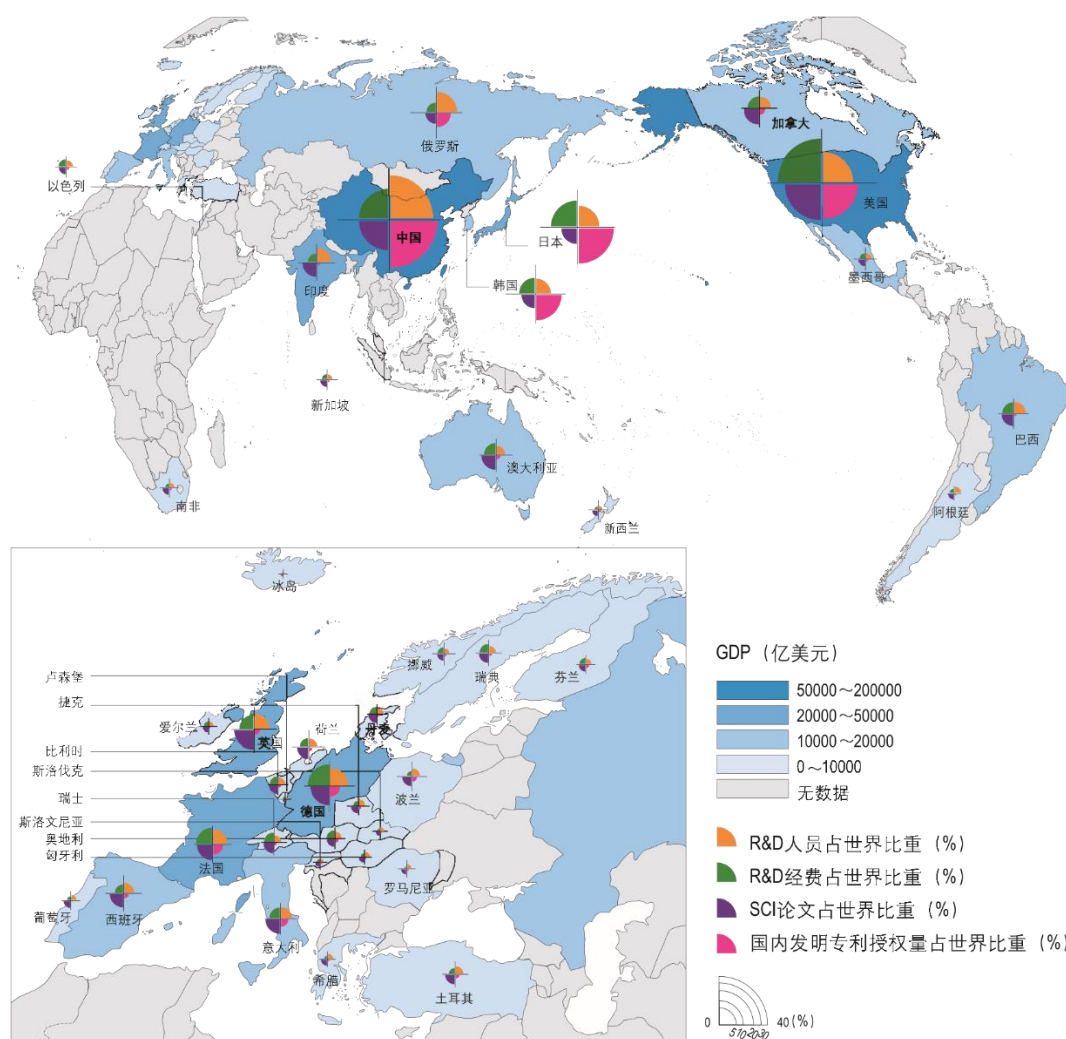 俄罗斯
加拿大
以色列
美国
中国
日本
印度
韩国
墨西哥
新加坡
巴西
澳大利亚
南非
新西兰
阿根廷
冰岛
卢森堡
捷克
挪威
瑞典
芬兰
爱尔兰
英国
荷兰
丹麦
比利时
斯洛伐克
瑞士
德国
波兰
斯洛文尼亚
奥地利
匈牙利
法国
罗马尼亚
葡萄牙
西班牙
意大利
希腊
土耳其
GDP (亿美元)
50000～200000
20000～50000
10000～20000
0～10000
无数据
R&D人员占世界比重 (%)
R&D经费占世界比重 (%)
SCI论文占世界比重 (%)
国内发明专利授权量占世界比重 (%)
0 5 10 20 30 40 (%)